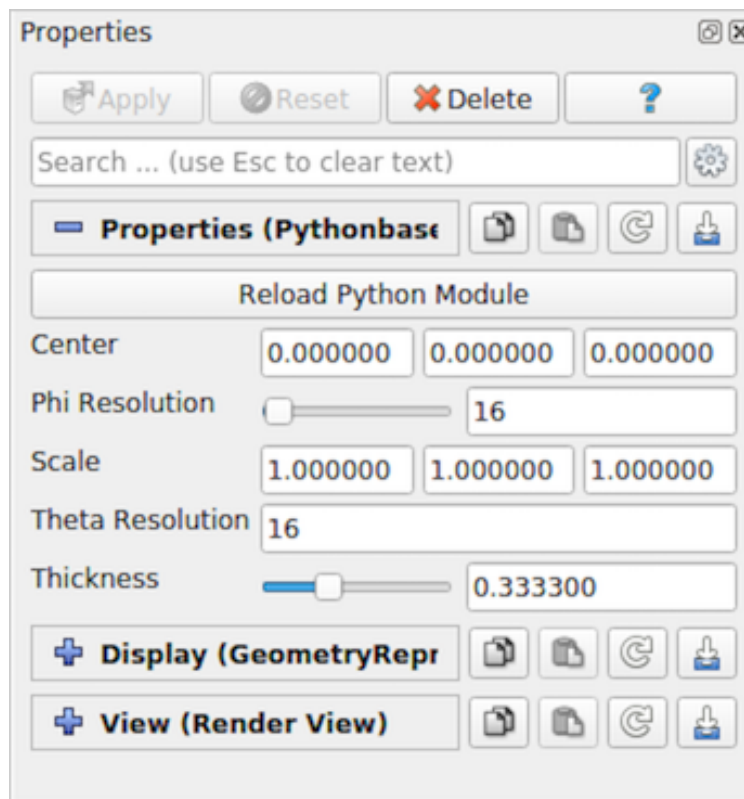 Properties
Apply Reset Delete ?
Search ... (use Esc to clear text)
Properties (Pythonbase
Reload Python Module
Center 0.000000 0.000000 0.000000
Phi Resolution 16
Scale 1.000000 1.000000 1.000000
Theta Resolution 16
Thickness 0.333300
Display (GeometryRepr
View (Render View)